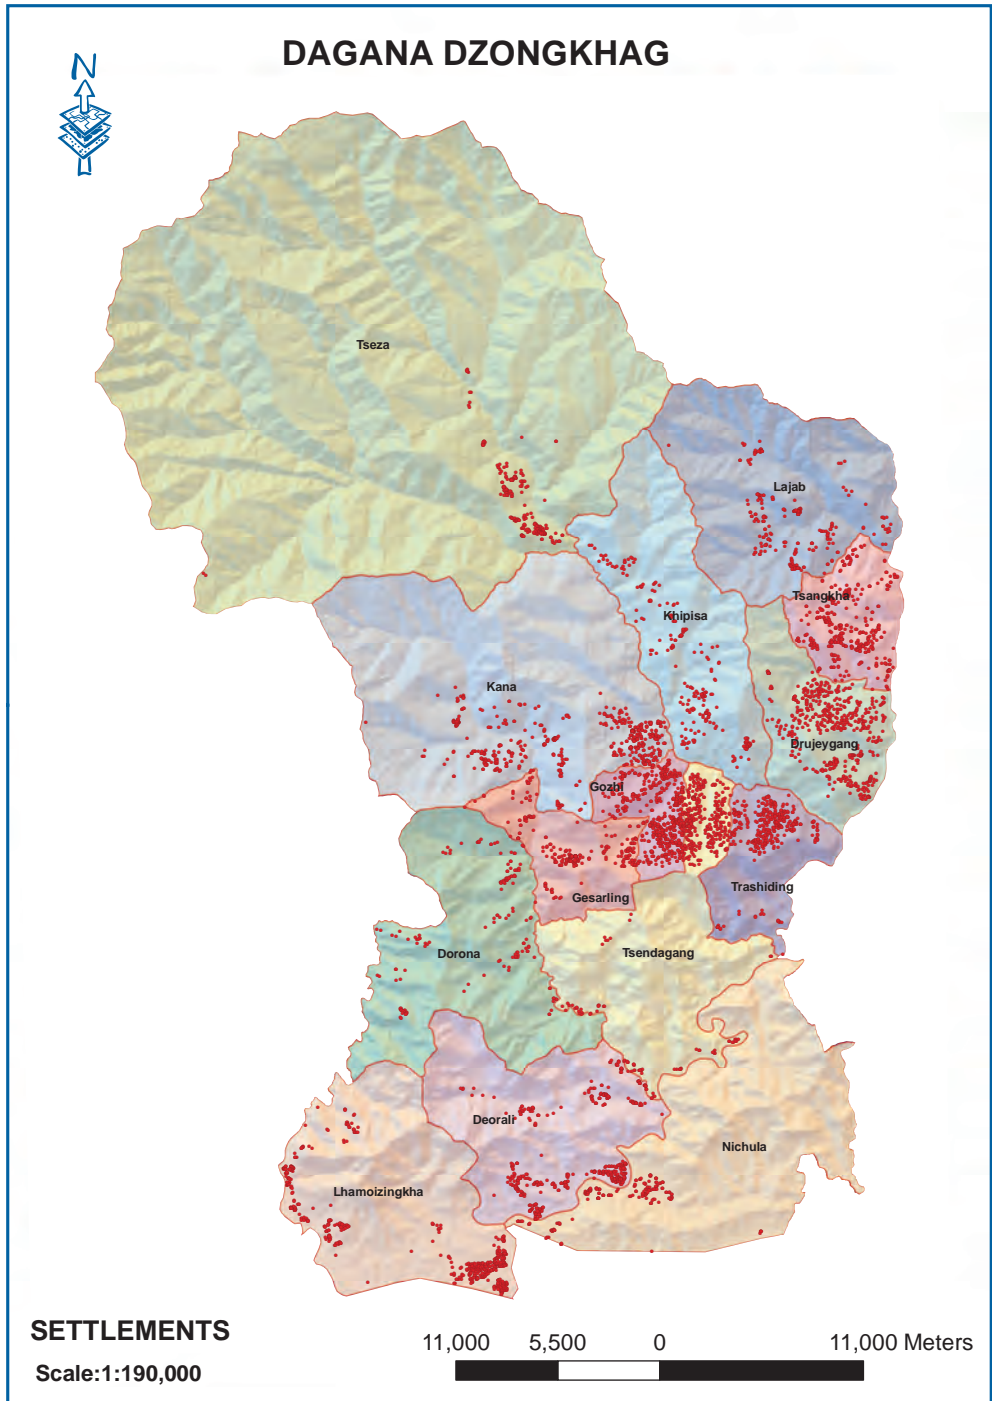 DAGANA DZONGKHAG
N
Tseza
Lajab
Tsangkha
Khipisa
Kana
Drujeygang
Gozhi
Trashiding
Gesarling
Dorona
Tsendagang
Deorali
Nichula
Lhamoizingkha
SETTLEMENTS
11,000 5,500 0 11,000 Meters
Scale:1:190,000